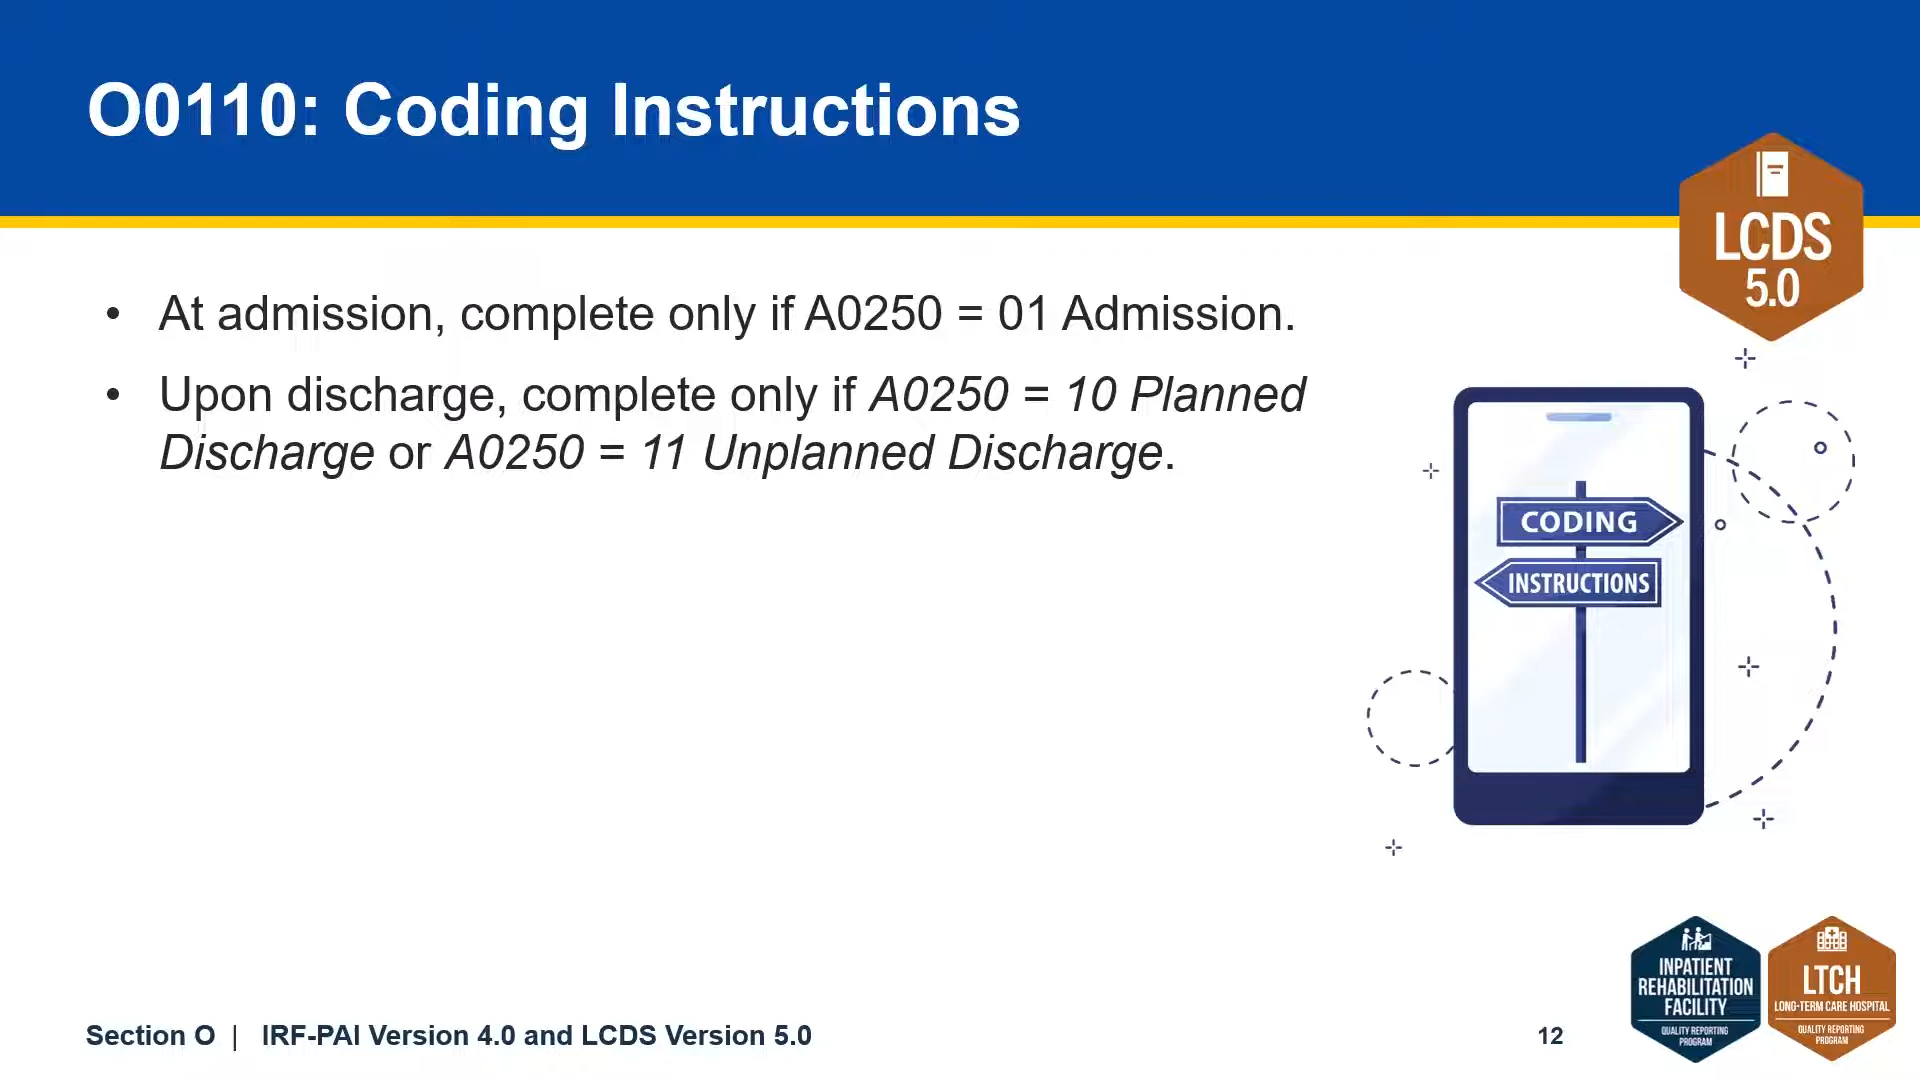 O0110: Coding Instructions
LCDS
5.0
• At admission, complete only if A0250 = 01 Admission.
• Upon discharge, complete only if A0250 = 10 Planned
Discharge or A0250 = 11 Unplanned Discharge.
CODING
INSTRUCTIONS
INPATIENT
REHABILITATION
FACILITY
QUALITY REPORTING
PROGRAM
LTCH
LONG-TERM CARE HOSPITAL
QUALITY REPORTING
PROGRAM
Section O | IRF-PAI Version 4.0 and LCDS Version 5.0
12